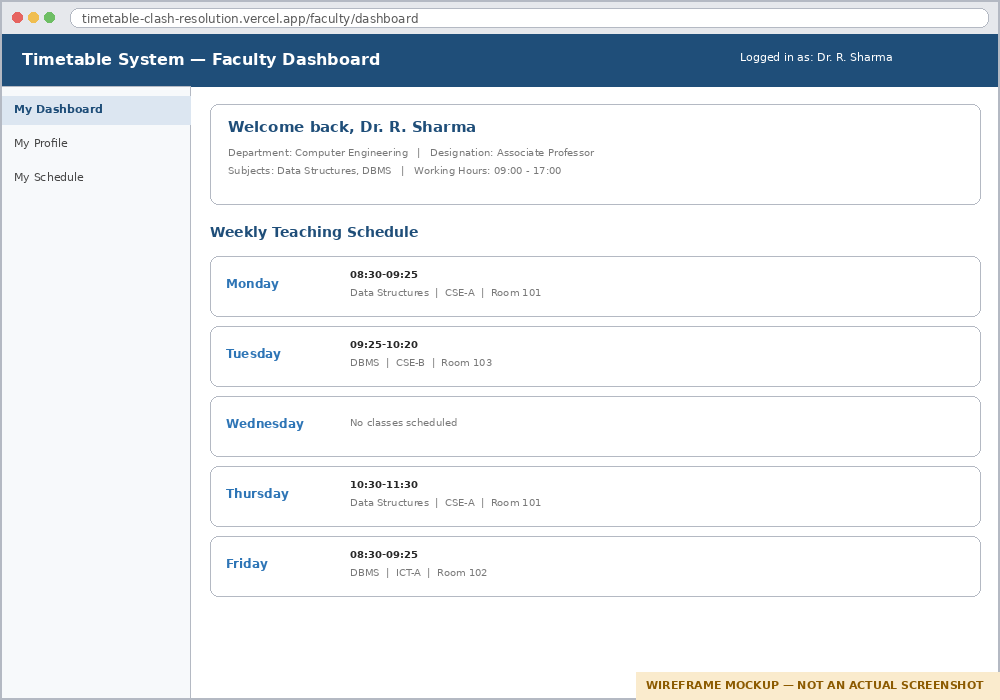 timetable-clash-resolution.vercel.app/faculty/dashboard
Timetable System — Faculty Dashboard
Logged in as: Dr. R. Sharma
My Dashboard
My Profile
My Schedule
Welcome back, Dr. R. Sharma
Department: Computer Engineering | Designation: Associate Professor
Subjects: Data Structures, DBMS | Working Hours: 09:00 - 17:00
Weekly Teaching Schedule
Monday
08:30-09:25
Data Structures | CSE-A | Room 101
Tuesday
09:25-10:20
DBMS | CSE-B | Room 103
Wednesday
No classes scheduled
Thursday
10:30-11:30
Data Structures | CSE-A | Room 101
Friday
08:30-09:25
DBMS | ICT-A | Room 102
WIREFRAME MOCKUP — NOT AN ACTUAL SCREENSHOT